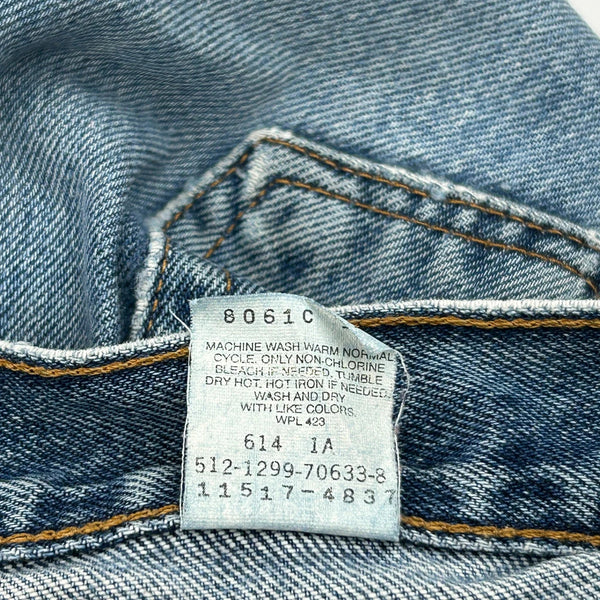 8061C
MACHINE WASH WARM NORMAL
CYCLE. ONLY NON-CHLORINE
BLEACH IF NEEDED. TUMBLE
DRY HOT. HOT IRON IF NEEDED.
WASH AND DRY
WITH LIKE COLORS.
WPL 423
614 1A
512-1299-70633-8
11517-4837